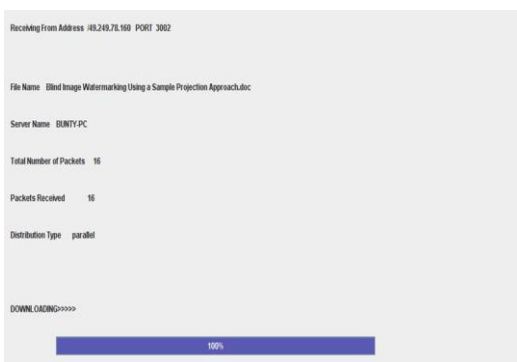 Receiving From Address :/49.249.78.160 PORT 3002
File Name Blind Image Watermarking Using a Sample Projection Approach.doc
Server Name BUNTY-PC
Total Number of Packets 16
Packets Received 16
Distribution Type parallel
DOWNLOADING>>>>>
100%